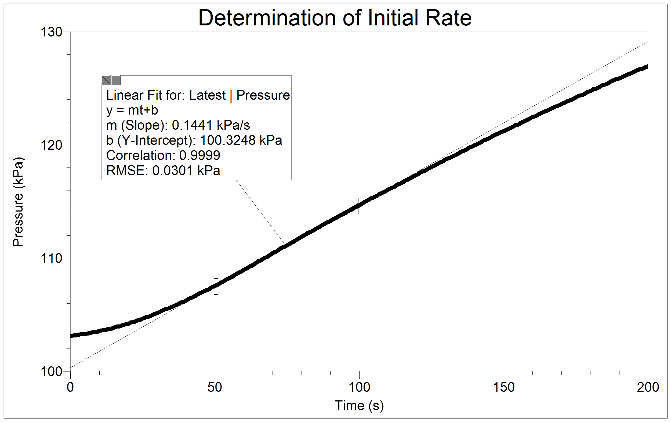 Determination of Initial Rate
130
Linear Fit for: Latest | Pressure
y = mt+b
m (Slope): 0.1441 kPa/s
b (Y-Intercept): 100.3248 kPa
Correlation: 0.9999
RMSE: 0.0301 kPa
120
Pressure (kPa)
110
100
0
50
100
150
200
Time (s)